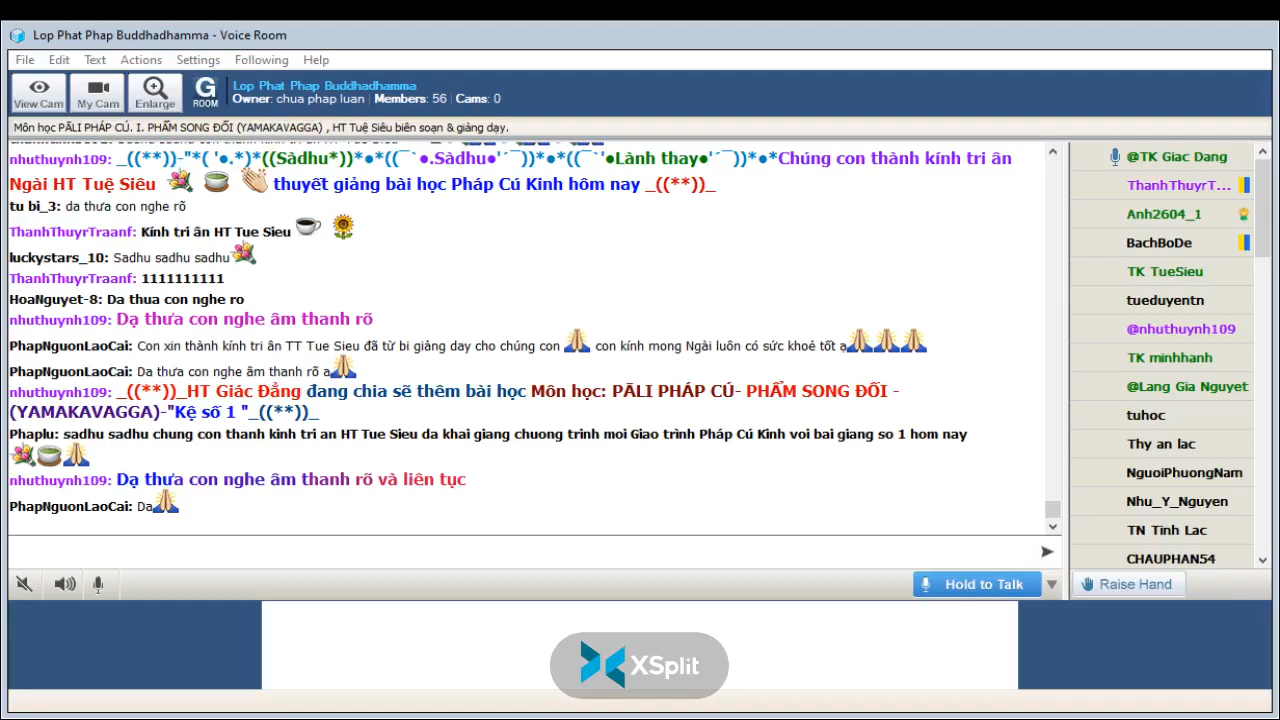 Lop Phat Phap Buddhadhamma - Voice Room
File Edit Text Actions Settings Following Help
View Cam My Cam Enlarge G ROOM
Lop Phat Phap Buddhadhamma
Owner: chua phap luan | Members: 56 | Cams: 0
Môn học PĀLI PHÁP CÚ. I. PHẨM SONG ĐỐI (YAMAKAVAGGA) , HT Tuệ Siêu biên soạn & giảng dạy.
nhuthuynh109: _((**))-"*( '●.*)*((Sàdhu*))*●*((¯`●.Sàdhu●'´¯))*●*((¯`'●Lành thay●'´¯))*●*Chúng con thành kính tri ân
Ngài HT Tuệ Siêu thuyết giảng bài học Pháp Cú Kinh hôm nay _((**))_
tu bi_3: da thưa con nghe rõ
ThanhThuyrTraanf: Kính tri ân HT Tue Sieu
luckystars_10: Sadhu sadhu sadhu
ThanhThuyrTraanf: 1111111111
HoaNguyet-8: Da thua con nghe ro
nhuthuynh109: Dạ thưa con nghe âm thanh rõ
PhapNguonLaoCai: Con xin thành kính tri ân TT Tue Sieu đã từ bi giảng day cho chúng con con kính mong Ngài luôn có sức khoẻ tốt ạ
PhapNguonLaoCai: Da thưa con nghe âm thanh rõ a
nhuthuynh109: _((**))_HT Giác Đẳng đang chia sẽ thêm bài học Môn học: PĀLI PHÁP CÚ- PHẨM SONG ĐỐI -
(YAMAKAVAGGA)-"Kệ số 1 "_((**))_
Phaplu: sadhu sadhu chung con thanh kinh tri an HT Tue Sieu da khai giang chuong trinh moi Giao trình Pháp Cú Kinh voi bai giang so 1 hom nay
nhuthuynh109: Dạ thưa con nghe âm thanh rõ và liên tục
PhapNguonLaoCai: Da
@TK Giac Dang
ThanhThuyrT...
Anh2604_1
BachBoDe
TK TueSieu
tueduyentn
@nhuthuynh109
TK minhhanh
@Lang Gia Nguyet
tuhoc
Thy an lac
NguoiPhuongNam
Nhu_Y_Nguyen
TN Tinh Lac
CHAUPHAN54
Hold to Talk
Raise Hand
XSplit